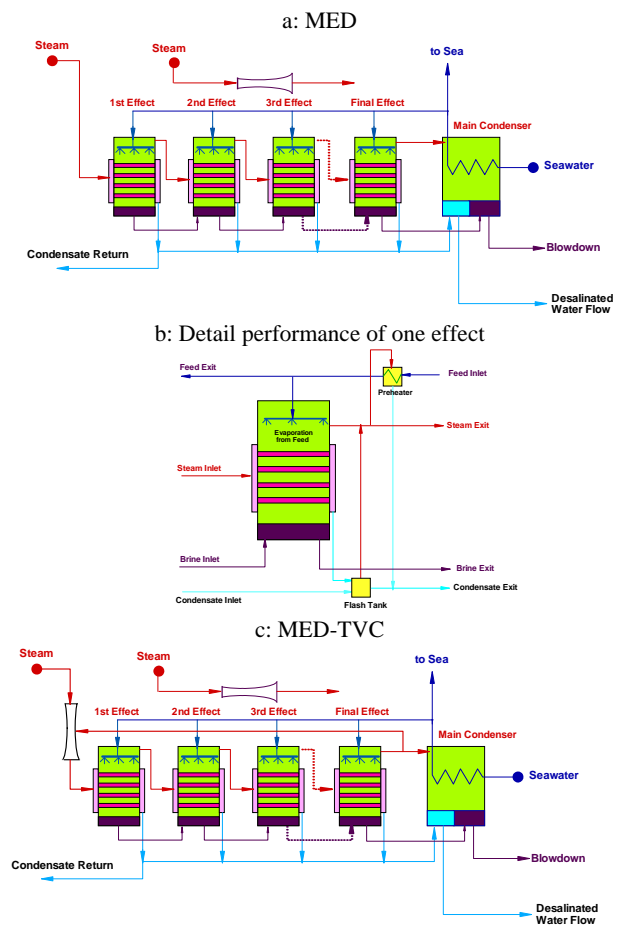 a: MED
Steam
Steam
to Sea
1st Effect
2nd Effect
3rd Effect
Final Effect
Main Condenser
Seawater
Condensate Return
Blowdown
Desalinated
Water Flow
b: Detail performance of one effect
Feed Exit
Feed Inlet
Preheater
Evaporation
from Feed
Steam Exit
Steam Inlet
Brine Inlet
Brine Exit
Condensate Inlet
Condensate Exit
Flash Tank
c: MED-TVC
Steam
Steam
to Sea
1st Effect
2nd Effect
3rd Effect
Final Effect
Main Condenser
Seawater
Condensate Return
Blowdown
Desalinated
Water Flow